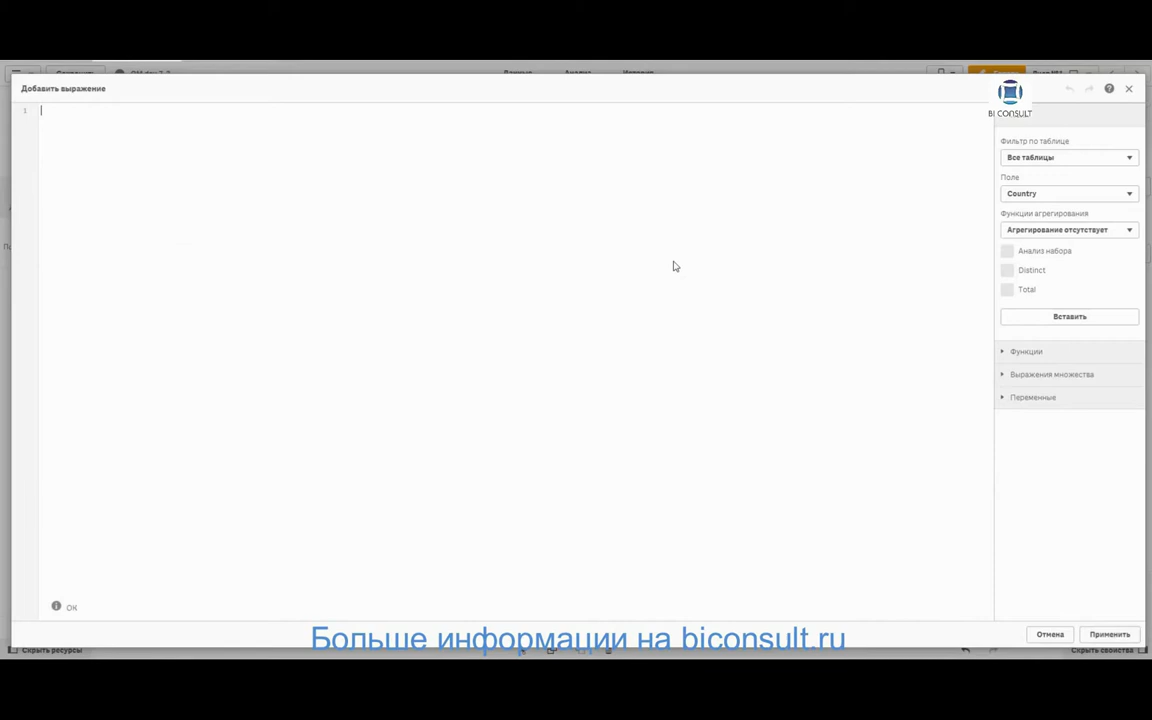 Добавить выражение
BI CONSULT
1
Фильтр по таблице
Все таблицы
Поле
Country
Функции агрегирования
Агрегирование отсутствует
Анализ набора
Distinct
Total
Вставить
Функции
Выражения множества
Переменные
OK
Больше информации на biconsult.ru
Отмена
Применить
Скрыть ресурсы
Скрыть свойства